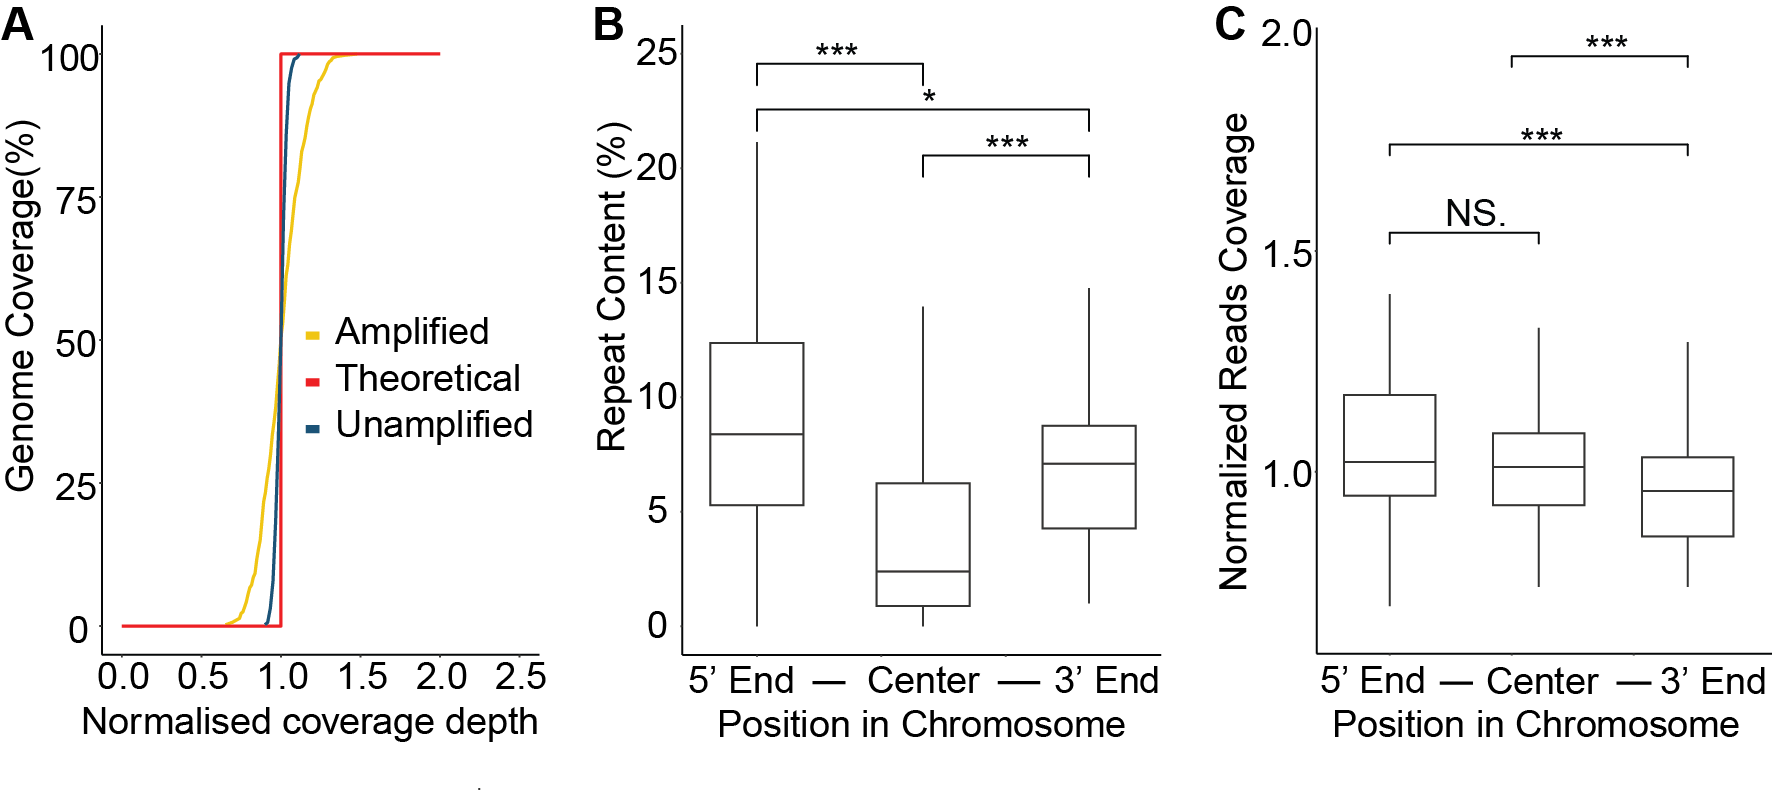 A
Genome Coverage(%)
100
75
50
25
0
Amplified
Theoretical
Unamplified
0.0 0.5 1.0 1.5 2.0 2.5
Normalised coverage depth
B
Repeat Content (%)
25
20
15
10
5
0
***
*
***
5’ End — Center — 3’ End
Position in Chromosome
C
Normalized Reads Coverage
2.0
1.5
1.0
***
***
NS.
5’ End — Center — 3’ End
Position in Chromosome